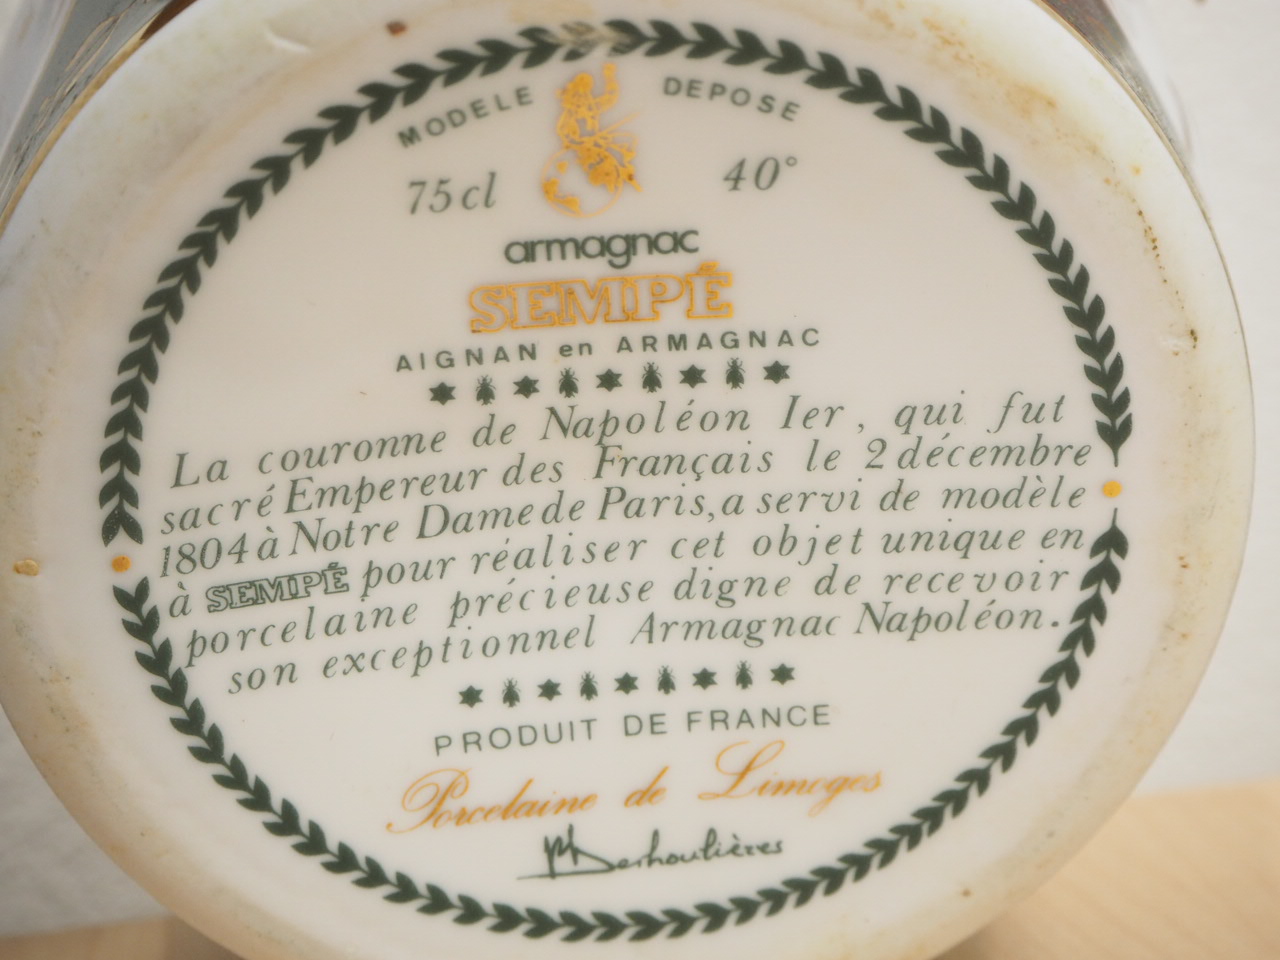 MODELE DEPOSE
75cl 40°
armagnac
SEMPÉ
AIGNAN en ARMAGNAC
La couronne de Napoléon Ier, qui fut
sacré Empereur des Français le 2 décembre
1804 à Notre Dame de Paris, a servi de modèle
à SEMPÉ pour réaliser cet objet unique en
porcelaine précieuse digne de recevoir
son exceptionnel Armagnac Napoléon.
PRODUIT DE FRANCE
Porcelaine de Limoges
Deshoulières